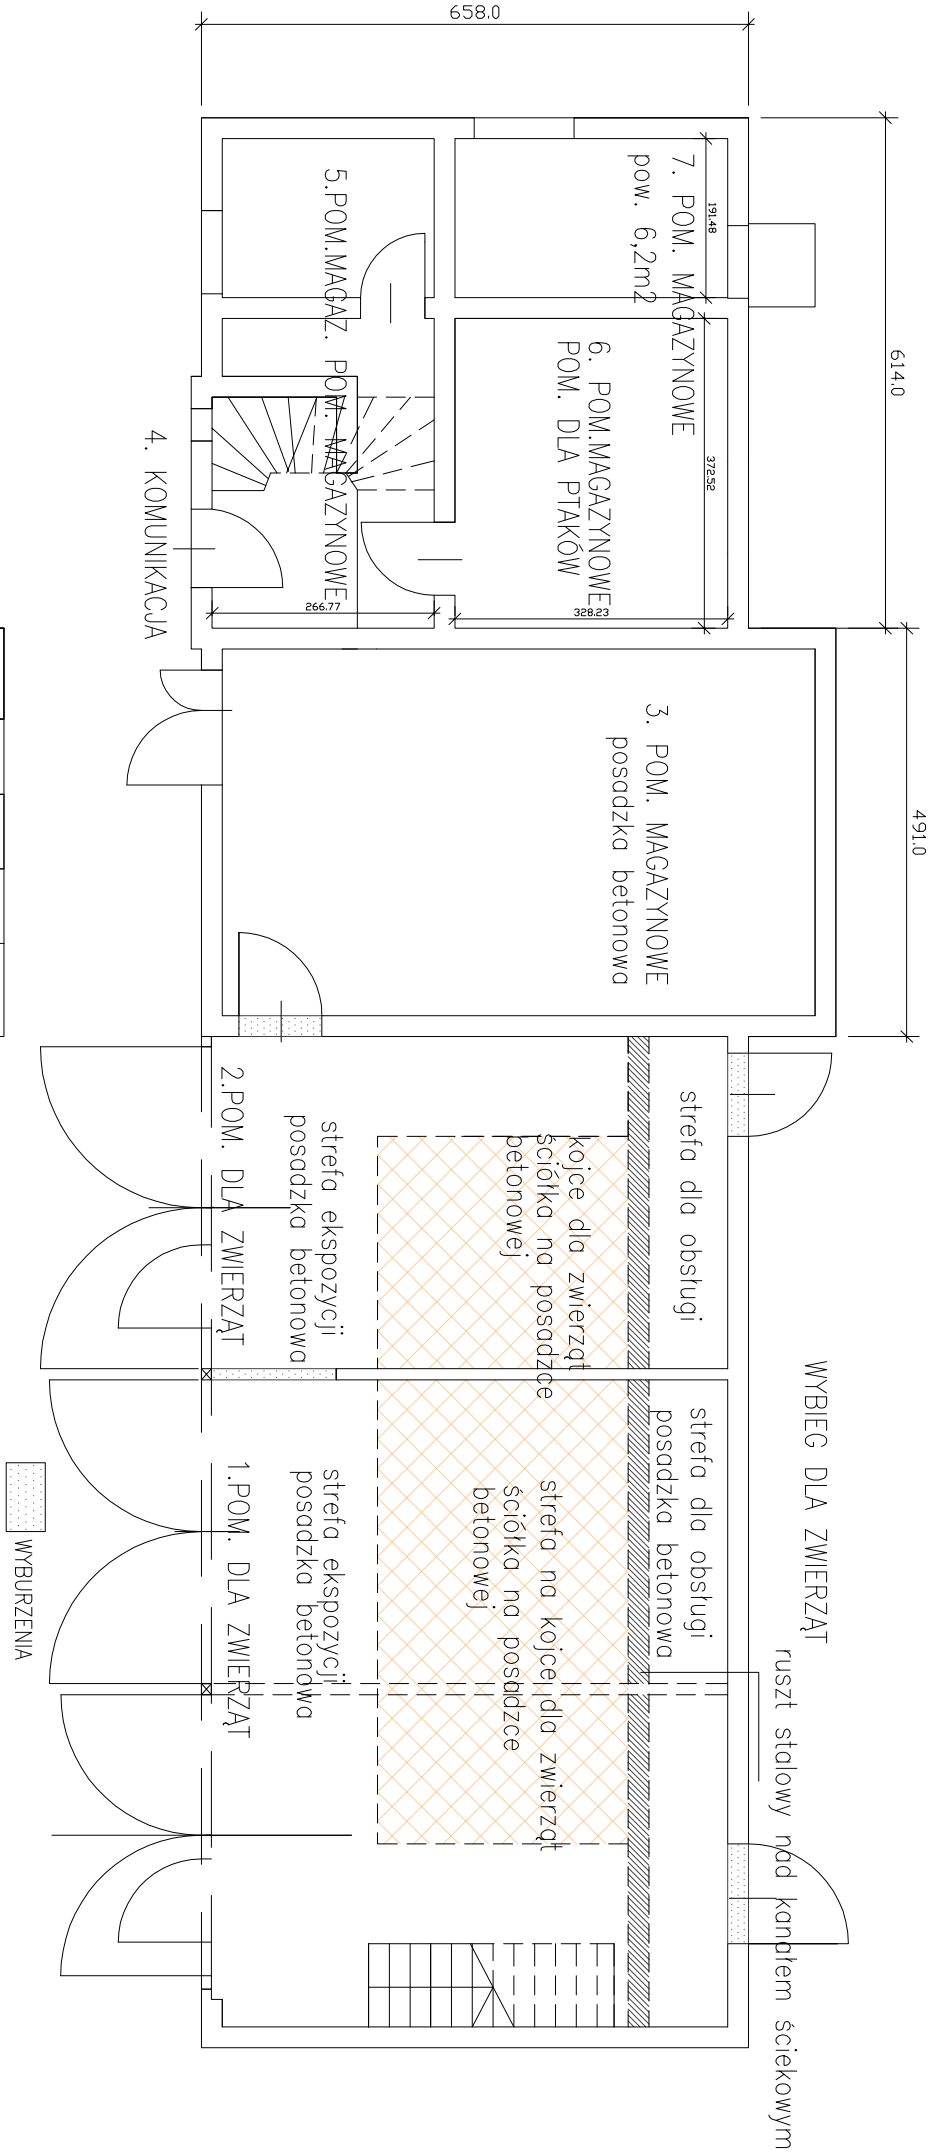 658.0
614.0
491.0
7. POM. MAGAZYNOWE
pow. 6,2m2
191.48
5.POM.MAGAZ. POM. MAGAZYNOWE
6. POM.MAGAZYNOWE
POM. DLA PTAKÓW
372.52
328.23
266.77
4. KOMUNIKACJA
3. POM. MAGAZYNOWE
posadzka betonowa
strefa dla obsługi
kojce dla zwierząt
ściółka na posadzce
betonowej
strefa ekspozycji
posadzka betonowa
2.POM. DLA ZWIERZĄT
WYBIEG DLA ZWIERZĄT
strefa dla obsługi
posadzka betonowa
strefa na kojce dla zwierząt
ściółka na posadzce
betonowej
strefa ekspozycji
posadzka betonowa
1.POM. DLA ZWIERZĄT
ruszt stalowy nad kanałem ściekowym
WYBURZENIA